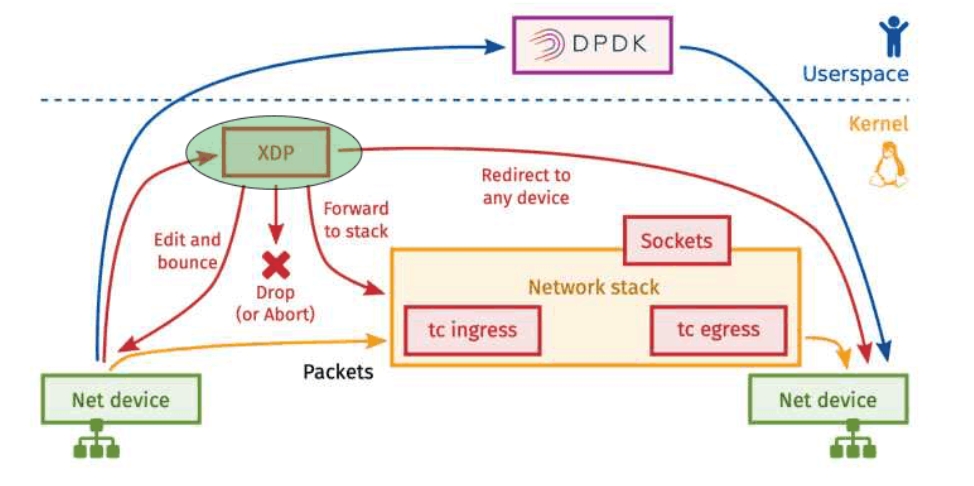 DPDK
Userspace
Kernel
XDP
Redirect to
any device
Forward
to stack
Edit and
bounce
Sockets
Drop
(or Abort)
Network stack
tc ingress
tc egress
Packets
Net device
Net device